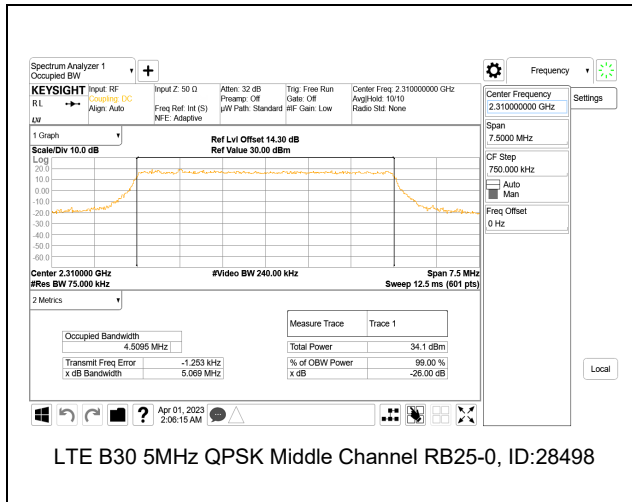 Spectrum Analyzer 1
Occupied BW
Frequency
KEYSIGHT
Input: RF
Input Z: 50 Ω
Atten: 32 dB
Trig: Free Run
Center Freq: 2.310000000 GHz
RL
Coupling: DC
Preamp: Off
Gate: Off
Avg|Hold: 10/10
Align: Auto
Freq Ref: Int (S)
µW Path: Standard
#IF Gain: Low
Radio Std: None
LXI
NFE: Adaptive
Center Frequency
2.310000000 GHz
Settings
Span
7.5000 MHz
CF Step
750.000 kHz
Auto
Man
Freq Offset
0 Hz
Local
1 Graph
Ref Lvl Offset 14.30 dB
Scale/Div 10.0 dB
Ref Value 30.00 dBm
Log
20.0
10.0
0.00
-10.0
-20.0
-30.0
-40.0
-50.0
-60.0
Center 2.310000 GHz
#Video BW 240.00 kHz
Span 7.5 MHz
#Res BW 75.000 kHz
Sweep 12.5 ms (601 pts)
2 Metrics
Measure Trace
Trace 1
Occupied Bandwidth
4.5095 MHz
Total Power
34.1 dBm
Transmit Freq Error
-1.253 kHz
% of OBW Power
99.00 %
x dB Bandwidth
5.069 MHz
x dB
-26.00 dB
?
Apr 01, 2023
2:06:15 AM
LTE B30 5MHz QPSK Middle Channel RB25-0, ID:28498